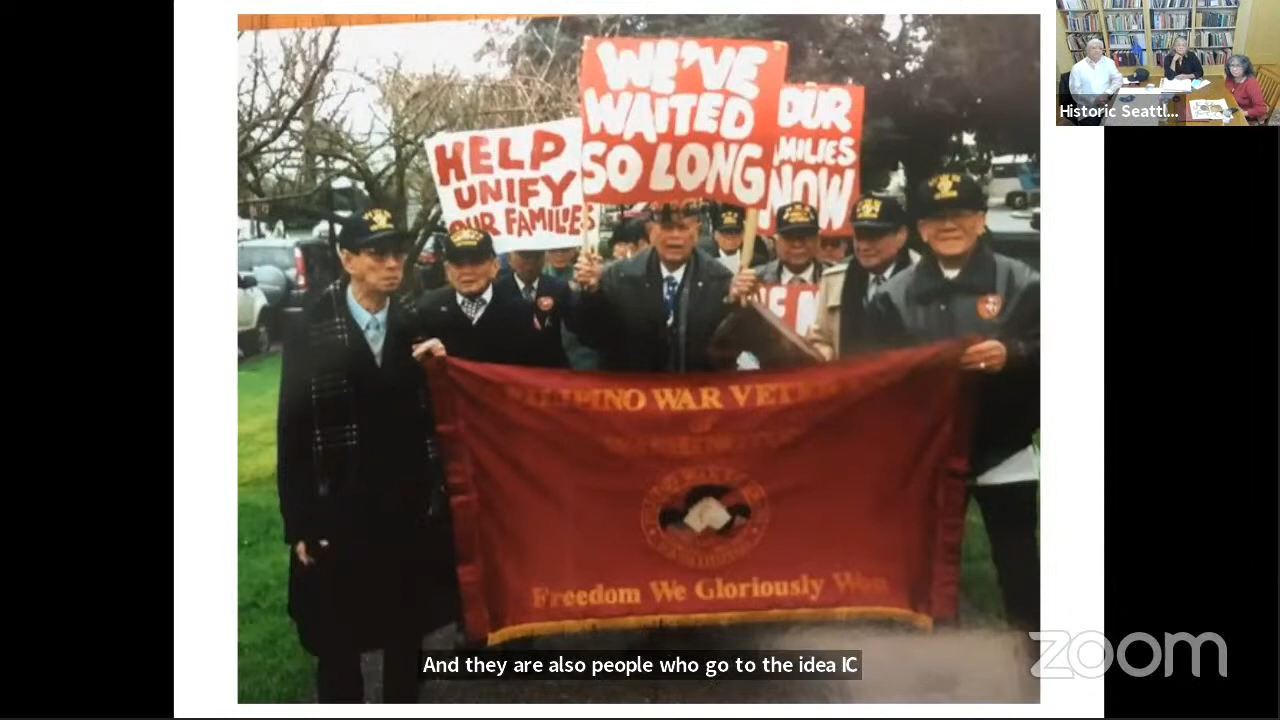 Historic Seattl...
WE'VE
WAITED
SO LONG
OUR
NOW
HELP
UNIFY
OUR FAMILIES
WAR
Freedom We Gloriously Won
And they are also people who go to the idea IC
zoom